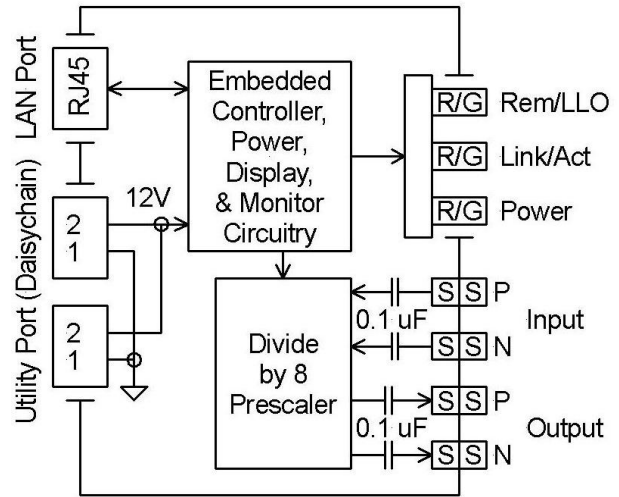 LAN Port
RJ45
Embedded
Controller,
Power,
Display,
& Monitor
Circuitry
R/G Rem/LLO
R/G Link/Act
R/G Power
Utility Port (Daisychain)
12V
2
1
2
1
Divide
by 8
Prescaler
S S P
0.1 uF
Input
S S N
S S P
0.1 uF
Output
S S N